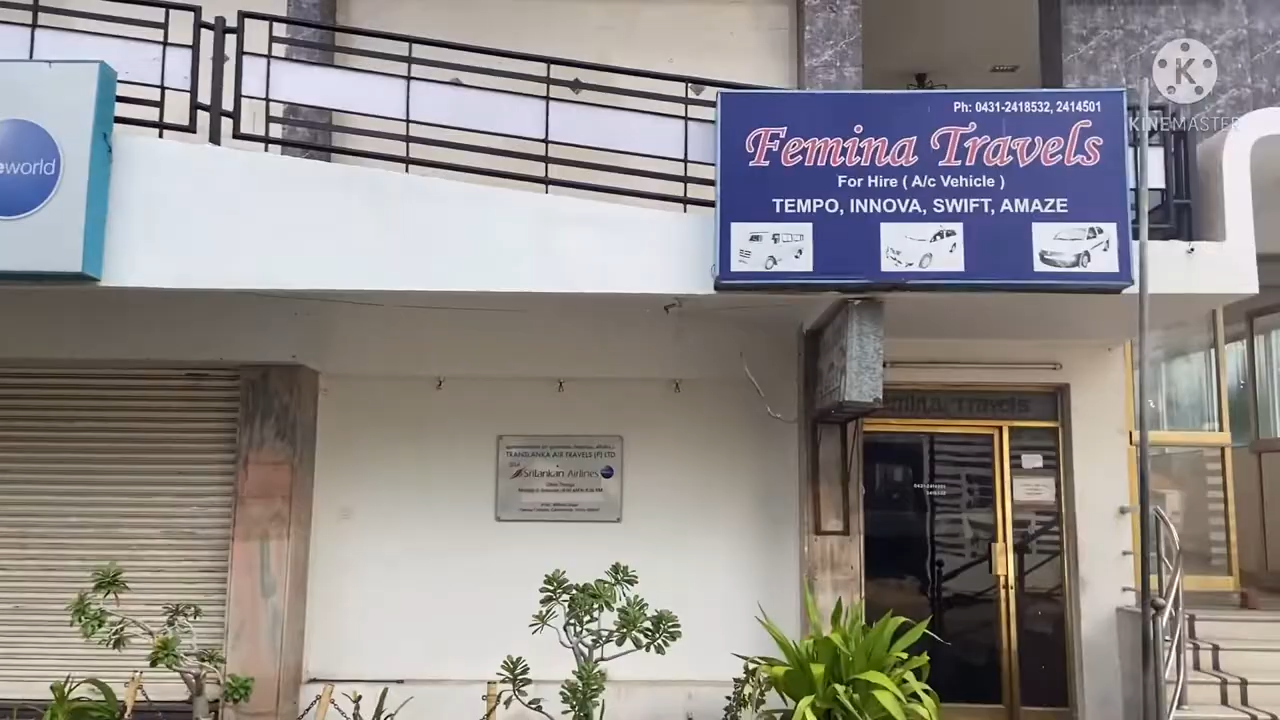 Ph: 0431-2418532, 2414501
Femina Travels
For Hire ( A/c Vehicle )
TEMPO, INNOVA, SWIFT, AMAZE
K
KINEMASTER
eworld
Femina Travels
TRANSLANKA AIR TRAVELS (P) LTD
SriLankan Airlines